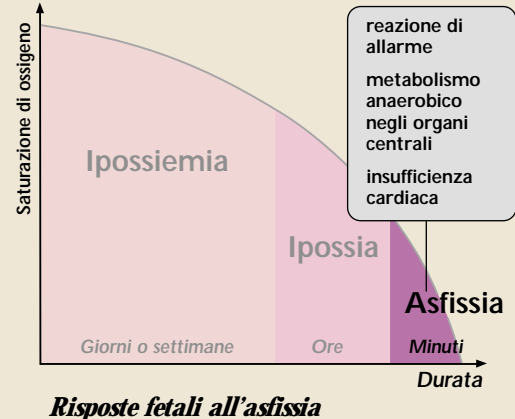 Saturazione di ossigeno
reazione di
allarme
metabolismo
anaerobico
negli organi
centrali
insufficienza
cardiaca
Ipossiemia
Ipossia
Asfissia
Giorni o settimane
Ore
Minuti
Durata
Risposte fetali all'asfissia